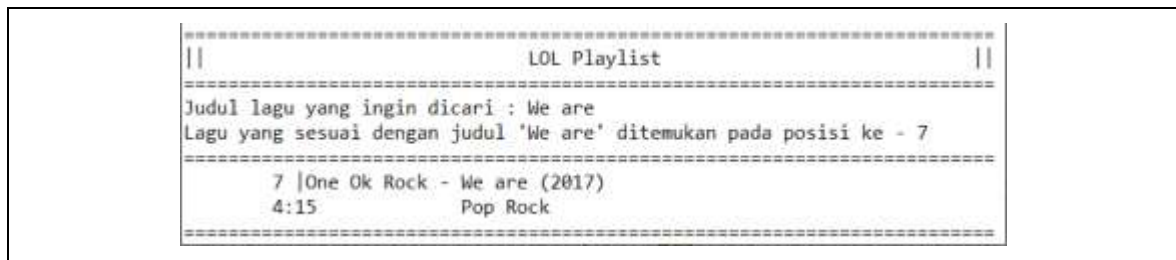 ==========================================================================
|| LOL Playlist ||
==========================================================================
Judul lagu yang ingin dicari : We are
Lagu yang sesuai dengan judul 'We are' ditemukan pada posisi ke - 7
==========================================================================
7 |One Ok Rock - We are (2017)
4:15 Pop Rock
==========================================================================